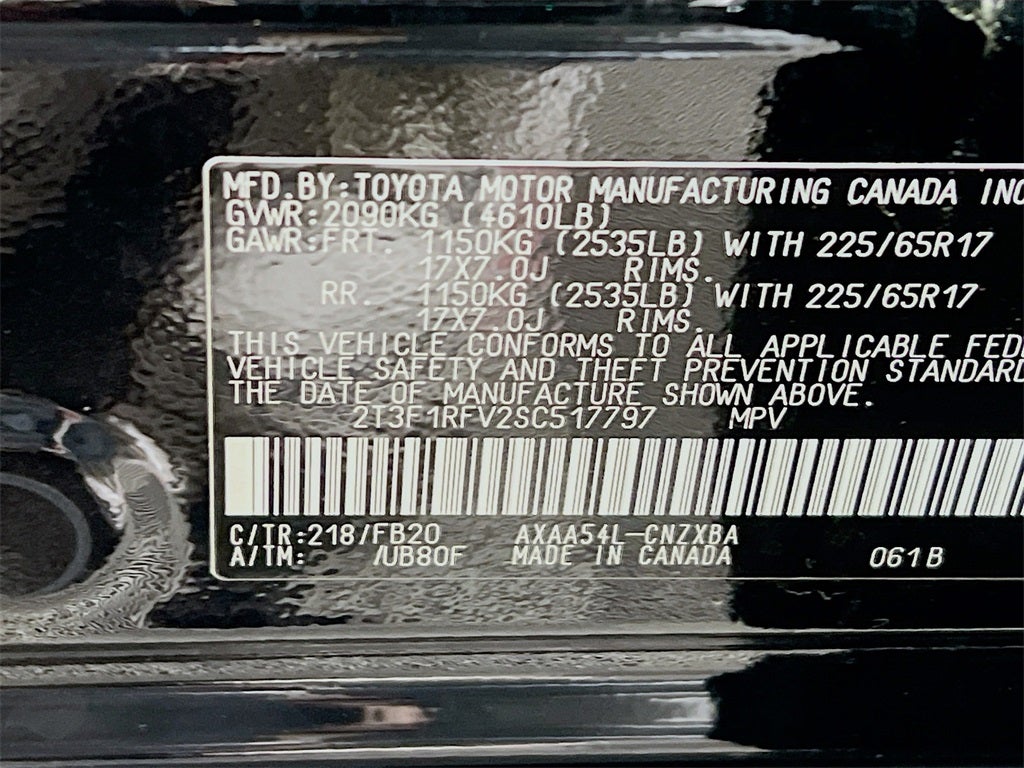 MFD.BY:TOYOTA MOTOR MANUFACTURING CANADA INC
GVWR:2090KG (4610LB)
GAWR:FRT. 1150KG (2535LB) WITH 225/65R17
17X7.0J RIMS.
RR. 1150KG (2535LB) WITH 225/65R17
17X7.0J RIMS.
THIS VEHICLE CONFORMS TO ALL APPLICABLE FEDE
VEHICLE SAFETY AND THEFT PREVENTION STANDARD
THE DATE OF MANUFACTURE SHOWN ABOVE.
2T3F1RFV2SC517797 MPV
C/TR:218/FB20 AXAA54L-CNZXBA
A/TM: /UB80F MADE IN CANADA 061B